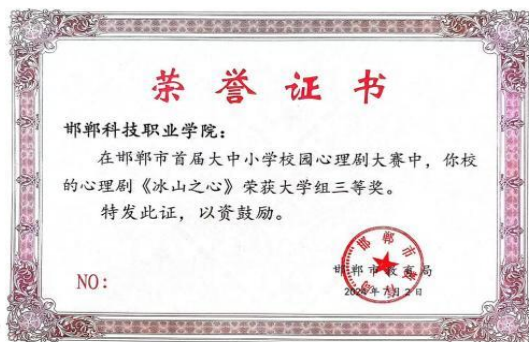 荣誉证书
邯郸科技职业学院：
在邯郸市首届大中小学校园心理剧大赛中，你校
的心理剧《冰山之心》荣获大学组三等奖。
特发此证，以资鼓励。
邯郸市教育局
NO: